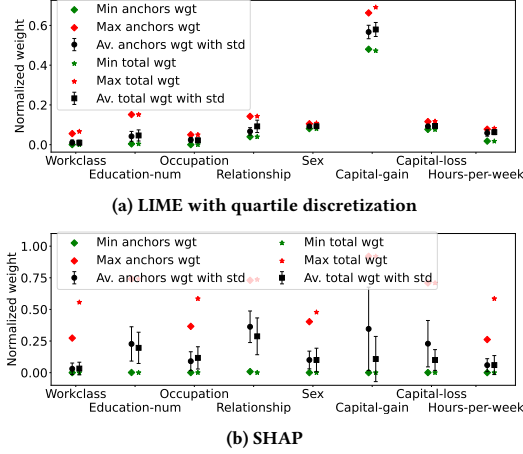 Normalized weight
0.6
0.4
0.2
0.0
Min anchors wgt
Max anchors wgt
Av. anchors wgt with std
Min total wgt
Max total wgt
Av. total wgt with std
Workclass Occupation Sex Capital-loss
Education-num Relationship Capital-gain Hours-per-week
(a) LIME with quartile discretization
Normalized weight
1.00
0.75
0.50
0.25
0.00
Min anchors wgt Min total wgt
Max anchors wgt Max total wgt
Av. anchors wgt with std Av. total wgt with std
Workclass Occupation Sex Capital-loss
Education-num Relationship Capital-gain Hours-per-week
(b) SHAP